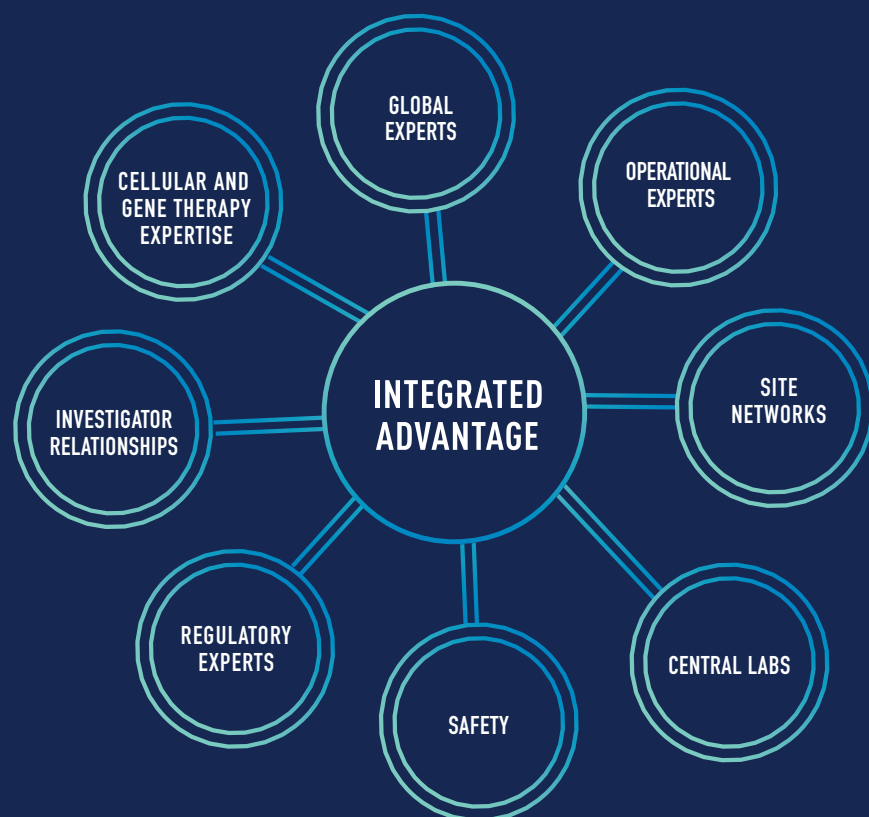 GLOBAL
EXPERTS
OPERATIONAL
EXPERTS
CELLULAR AND
GENE THERAPY
EXPERTISE
INTEGRATED
ADVANTAGE
SITE
NETWORKS
INVESTIGATOR
RELATIONSHIPS
REGULATORY
EXPERTS
CENTRAL LABS
SAFETY